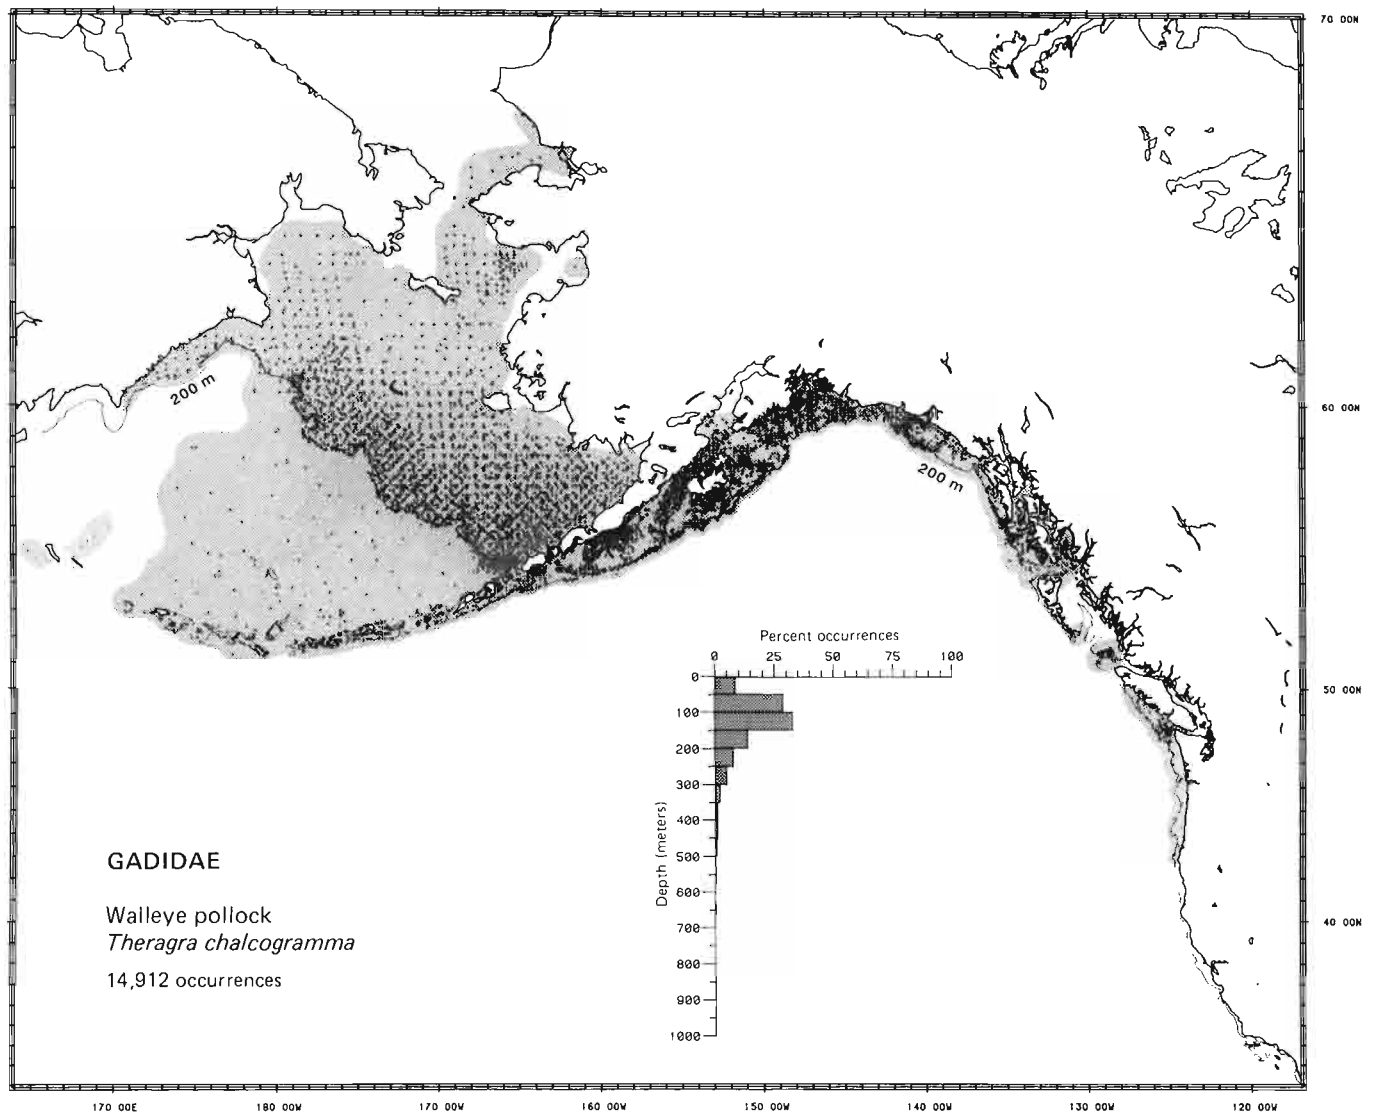 70 00N
200 m
60 00N
200 m
Percent occurrences
0 25 50 75 100
0
100
200
300
400
500
600
700
800
900
1000
Depth (meters)
50 00N
GADIDAE
Walleye pollock
Theragra chalcogramma
14,912 occurrences
40 00N
170 00E 180 00W 170 00W 160 00W 150 00W 140 00W 130 00W 120 00W